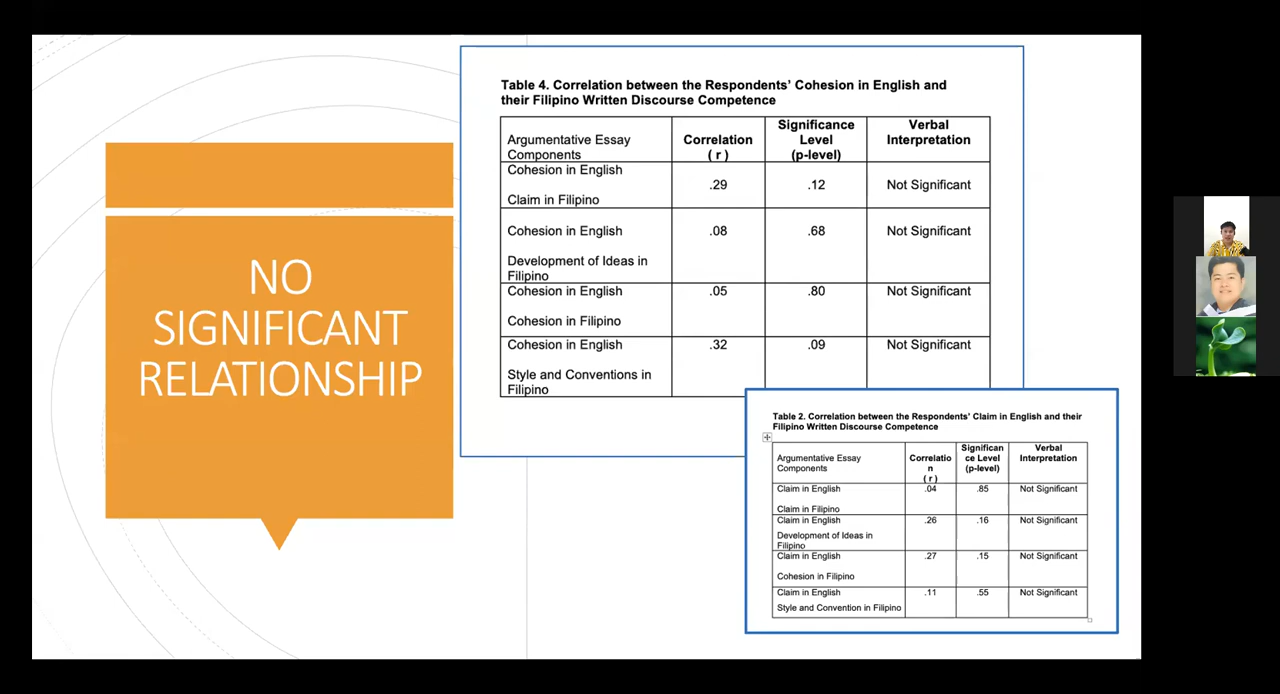 NO
SIGNIFICANT
RELATIONSHIP
Table 4. Correlation between the Respondents' Cohesion in English and
their Filipino Written Discourse Competence
Argumentative Essay
Components
Correlation
( r )
Significance
Level
(p-level)
Verbal
Interpretation
Cohesion in English
Claim in Filipino
.29
.12
Not Significant
Cohesion in English
Development of Ideas in
Filipino
.08
.68
Not Significant
Cohesion in English
Cohesion in Filipino
.05
.80
Not Significant
Cohesion in English
Style and Conventions in
Filipino
.32
.09
Not Significant
Table 2. Correlation between the Respondents' Claim in English and their
Filipino Written Discourse Competence
Argumentative Essay
Components
Correlatio
n
( r )
Significan
ce Level
(p-level)
Verbal
Interpretation
Claim in English
Claim in Filipino
.04
.85
Not Significant
Claim in English
Development of Ideas in
Filipino
.26
.16
Not Significant
Claim in English
Cohesion in Filipino
.27
.15
Not Significant
Claim in English
Style and Convention in Filipino
.11
.55
Not Significant